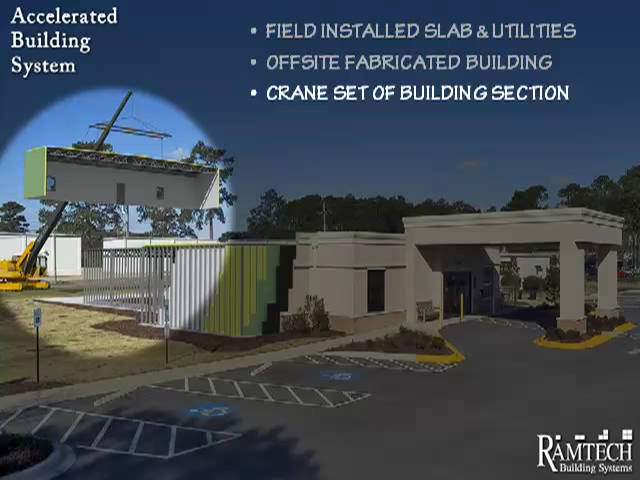 Accelerated
Building
System
• FIELD INSTALLED SLAB & UTILITIES
• OFFSITE FABRICATED BUILDING
• CRANE SET OF BUILDING SECTION
RAMTECH
Building Systems